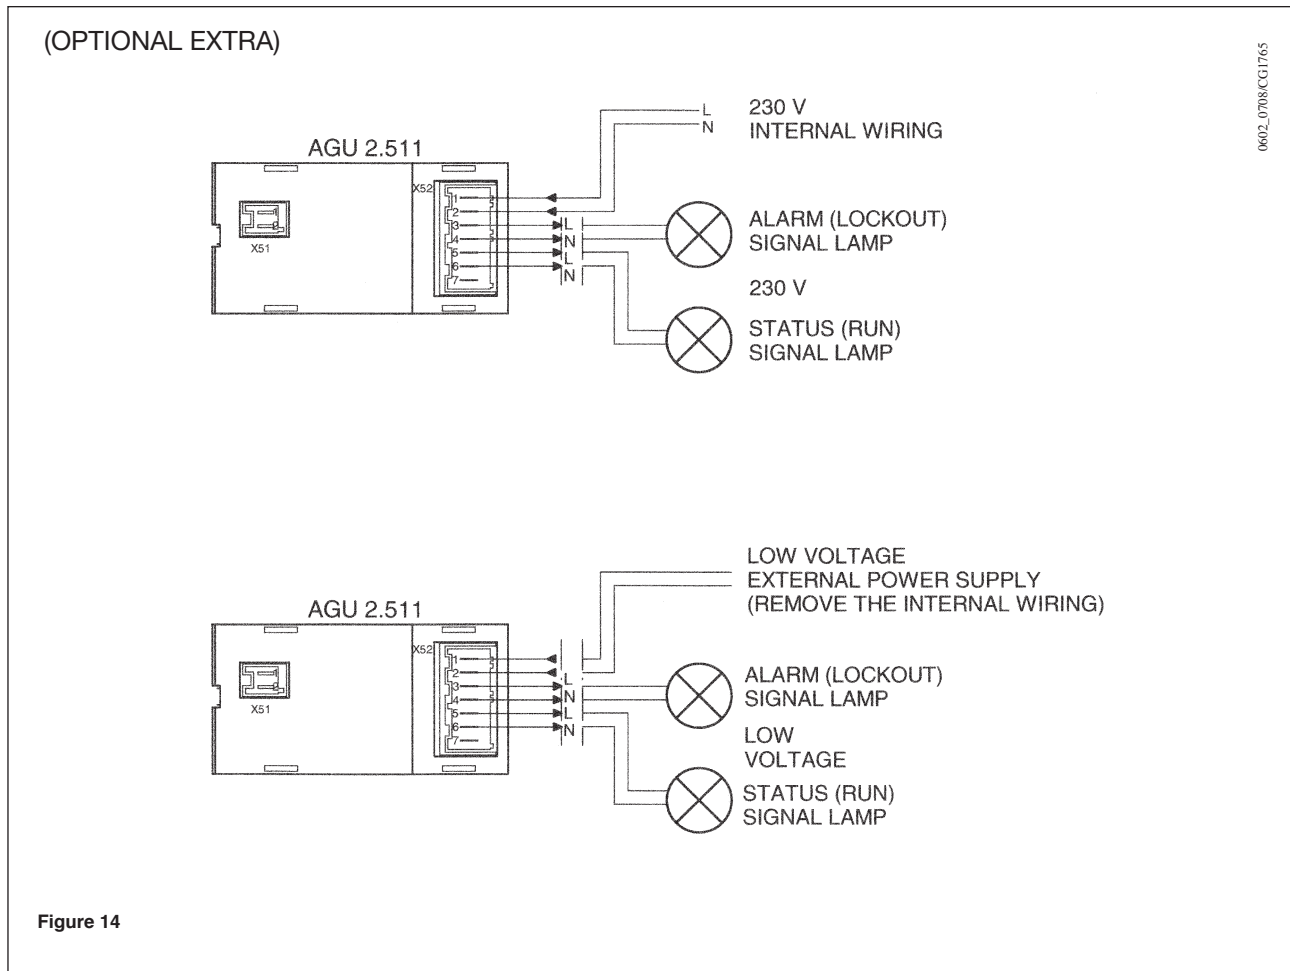 (OPTIONAL EXTRA)
0602_0708/CG1765
L
230 V
N
INTERNAL WIRING
AGU 2.511
X52
X51
1
2
3
4
5
6
7
L
N
L
N
ALARM (LOCKOUT)
SIGNAL LAMP
230 V
STATUS (RUN)
SIGNAL LAMP
LOW VOLTAGE
EXTERNAL POWER SUPPLY
(REMOVE THE INTERNAL WIRING)
AGU 2.511
X52
X51
1
2
3
4
5
6
7
L
N
L
N
ALARM (LOCKOUT)
SIGNAL LAMP
LOW
VOLTAGE
STATUS (RUN)
SIGNAL LAMP
Figure 14